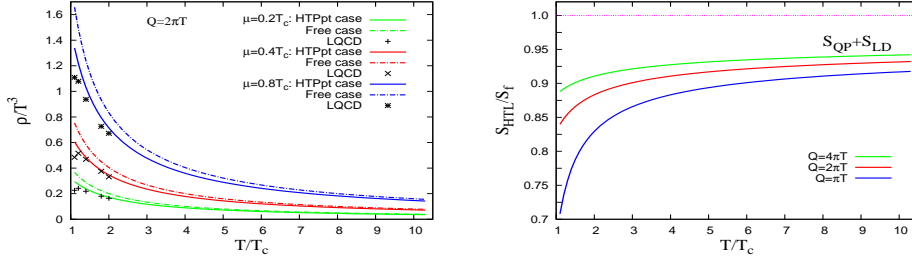 1.6
1.4
1.2
1
0.8
0.6
0.4
0.2
0
ρ/T³
Q=2πT
μ=0.2T_c: HTPpt case
Free case
LQCD
μ=0.4T_c: HTPpt case
Free case
LQCD
μ=0.8T_c: HTPpt case
Free case
LQCD
1 2 3 4 5 6 7 8 9 10
T/T_c
1.00
0.95
0.9
0.85
0.8
0.75
0.7
S_HTL/S_f
S_QP+S_LD
Q=4πT
Q=2πT
Q=πT
1 2 3 4 5 6 7 8 9 10
T/T_c